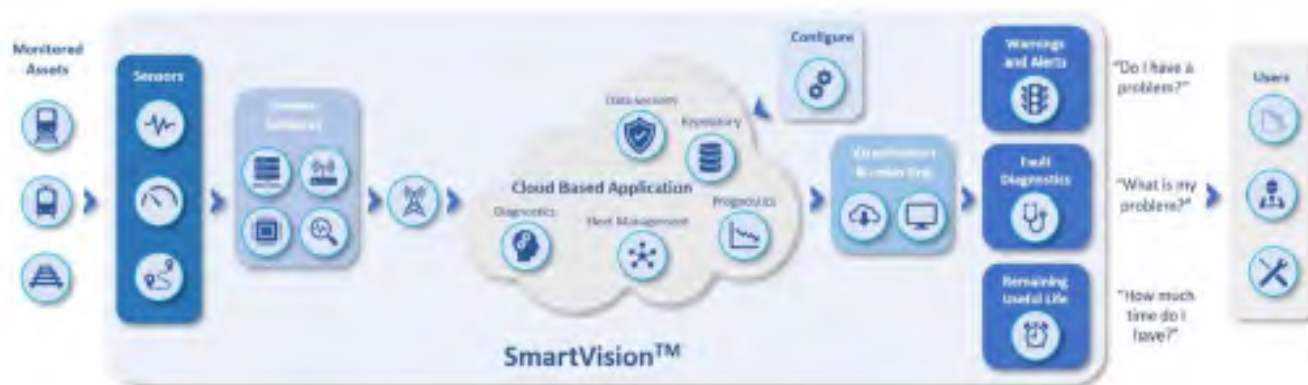 Monitored
Assets
Sensors
Configure
Data Security
Repository
Cloud Based Application
Diagnostics
Fleet Management
Prognostics
Warnings
and Alerts
"Do I have a
problem?"
Fault
Diagnostics
"What is my
problem?"
Remaining
Useful Life
"How much
time do I
have?"
Users
SmartVision™